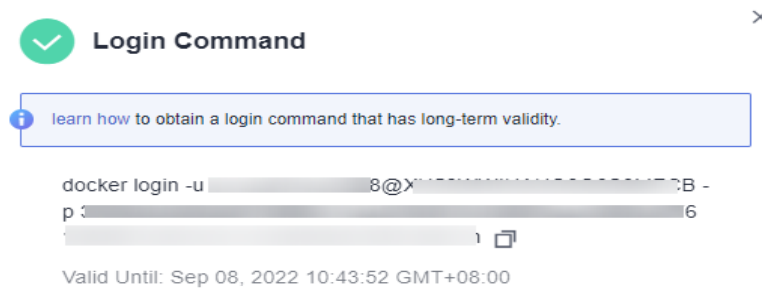 Login Command
learn how to obtain a login command that has long-term validity.
docker login -u 8@ CB -
p 6
Valid Until: Sep 08, 2022 10:43:52 GMT+08:00